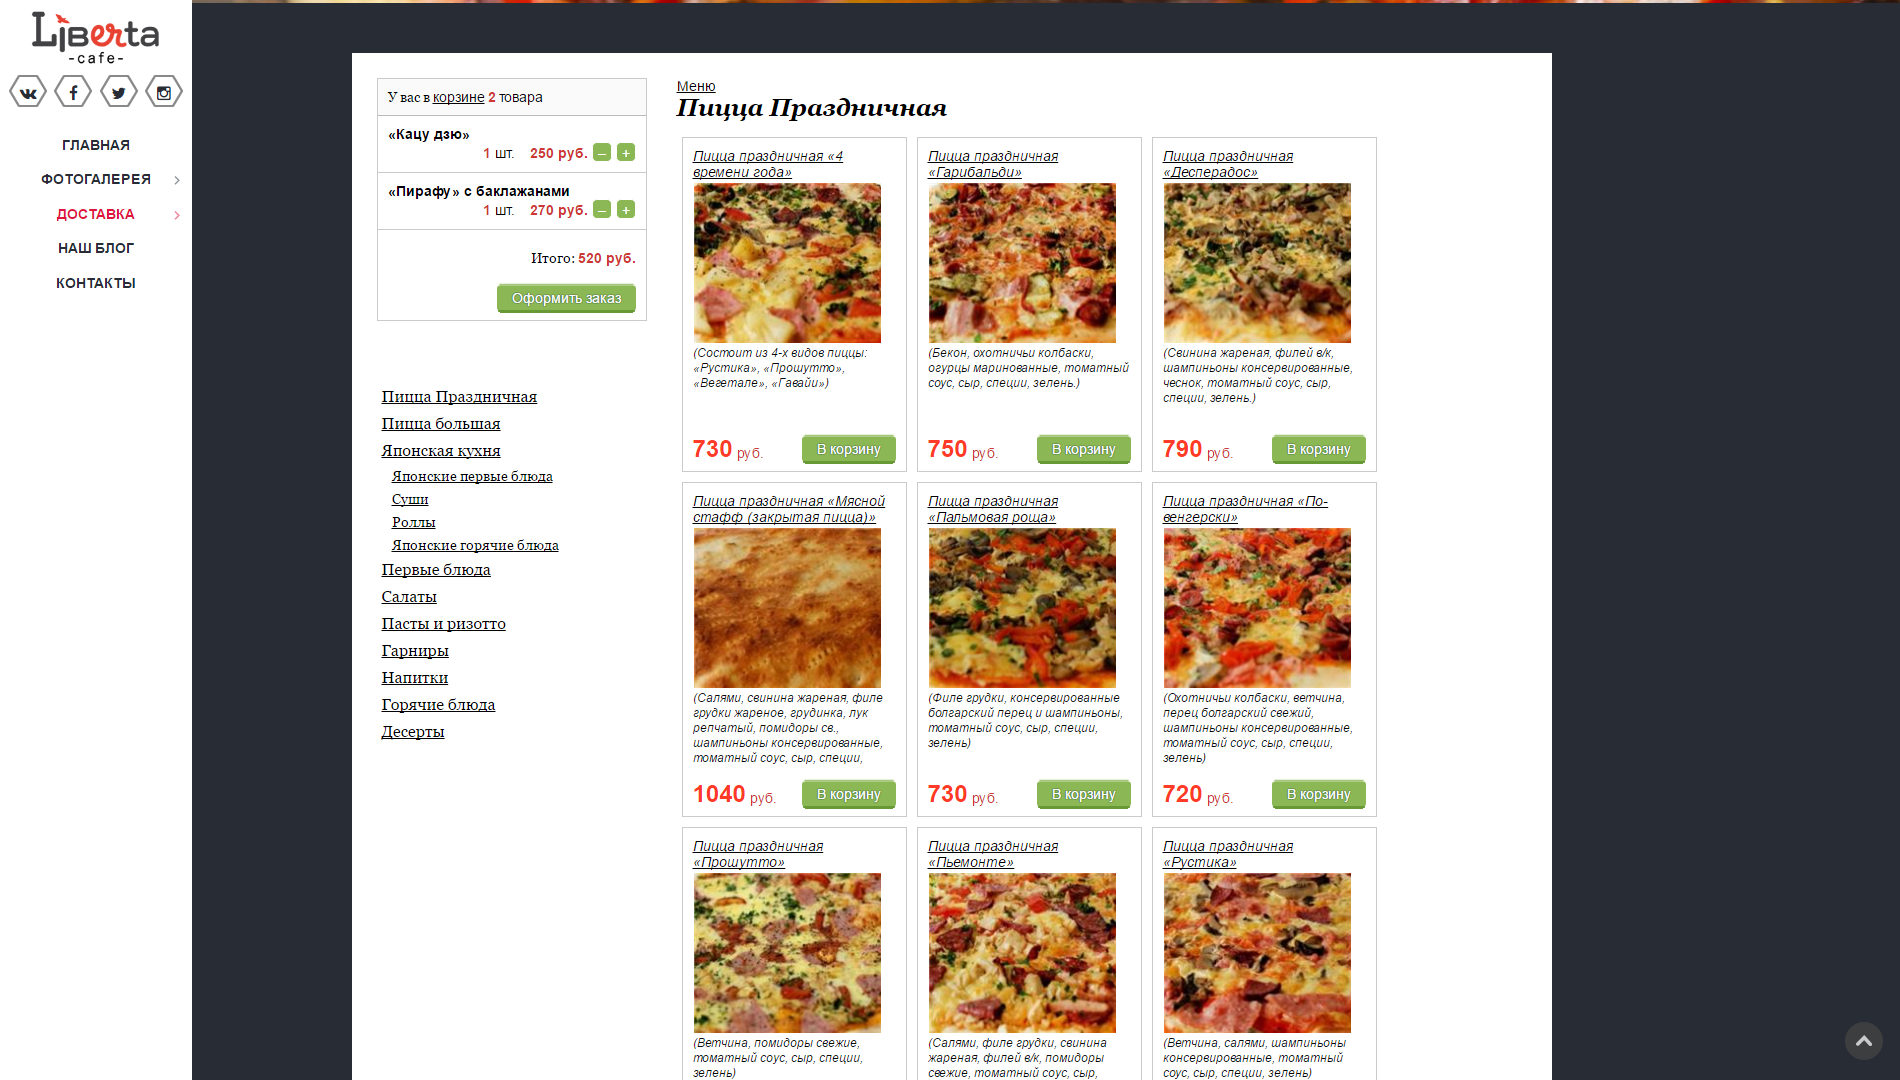 Liberta
-cafe-
ГЛАВНАЯ
ФОТОГАЛЕРЕЯ
ДОСТАВКА
НАШ БЛОГ
КОНТАКТЫ
У вас в корзине 2 товара
«Кацу дзю»
1 шт. 250 руб. – +
«Пирафу» с баклажанами
1 шт. 270 руб. – +
Итого: 520 руб.
Оформить заказ
Пицца Праздничная
Пицца большая
Японская кухня
Японские первые блюда
Суши
Роллы
Японские горячие блюда
Первые блюда
Салаты
Пасты и ризотто
Гарниры
Напитки
Горячие блюда
Десерты
Меню
Пицца Праздничная
Пицца праздничная «4
времени года»
(Состоит из 4-х видов пиццы:
«Рустика», «Прошутто»,
«Вегетале», «Гавайи»)
730 руб.
В корзину
Пицца праздничная
«Гарибальди»
(Бекон, охотничьи колбаски,
огурцы маринованные, томатный
соус, сыр, специи, зелень.)
750 руб.
В корзину
Пицца праздничная
«Десперадос»
(Свинина жареная, филей в/к,
шампиньоны консервированные,
чеснок, томатный соус, сыр,
специи, зелень.)
790 руб.
В корзину
Пицца праздничная «Мясной
стафф (закрытая пицца)»
(Салями, свинина жареная, филе
грудки жареное, грудинка, лук
репчатый, помидоры св.,
шампиньоны консервированные,
томатный соус, сыр, специи,
1040 руб.
В корзину
Пицца праздничная
«Пальмовая роща»
(Филе грудки, консервированные
болгарский перец и шампиньоны,
томатный соус, сыр, специи,
зелень)
730 руб.
В корзину
Пицца праздничная «По-
венгерски»
(Охотничьи колбаски, ветчина,
перец болгарский свежий,
шампиньоны консервированные,
томатный соус, сыр, специи,
зелень)
720 руб.
В корзину
Пицца праздничная
«Прошутто»
(Ветчина, помидоры свежие,
томатный соус, сыр, специи,
зелень)
Пицца праздничная
«Пьемонте»
(Салями, филе грудки, свинина
жареная, филей в/к, помидоры
свежие, томатный соус, сыр,
Пицца праздничная
«Рустика»
(Ветчина, салями, шампиньоны
консервированные, томатный
соус, сыр, специи, зелень)